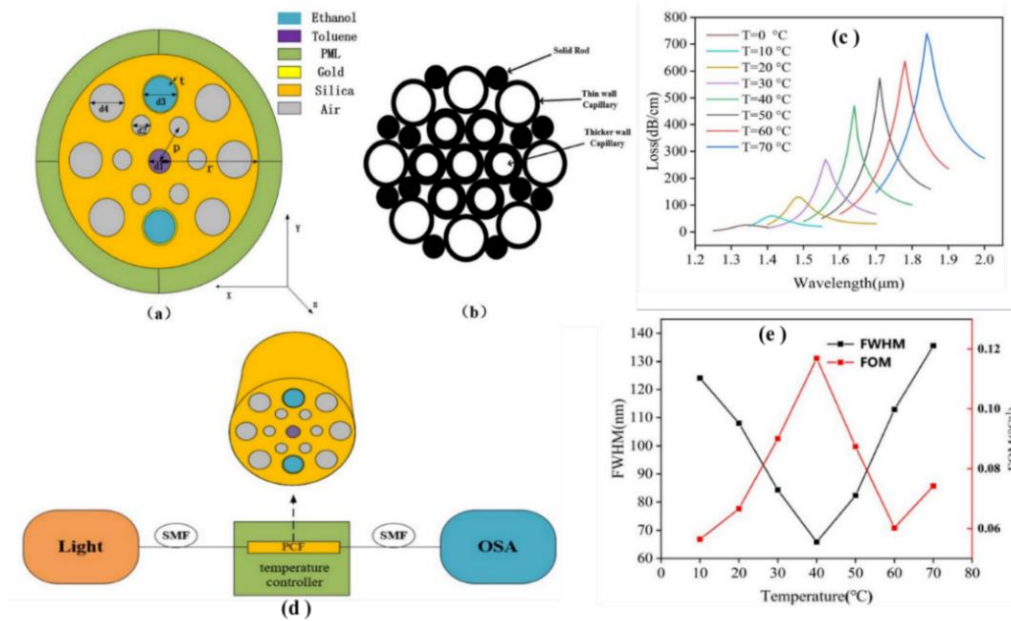 Ethanol
Toluene
PML
Gold
Silica
Air
t
d3
d4
p
r
Y
X
(a)
Solid Rod
Thin wall
Capillary
Thicker wall
Capillary
(b)
(c)
Loss(dB/cm)
800
700
600
500
400
300
200
100
0
T=0 °C
T=10 °C
T=20 °C
T=30 °C
T=40 °C
T=50 °C
T=60 °C
T=70 °C
1.2 1.3 1.4 1.5 1.6 1.7 1.8 1.9 2.0
Wavelength(μm)
Light
SMF
PCF
temperature
controller
SMF
OSA
(d)
(e)
FWHM
FOM
FWHM(nm)
140
130
120
110
100
90
80
70
60
0.12
0.10
0.08
0.06
0 10 20 30 40 50 60 70 80
Temperature(°C)